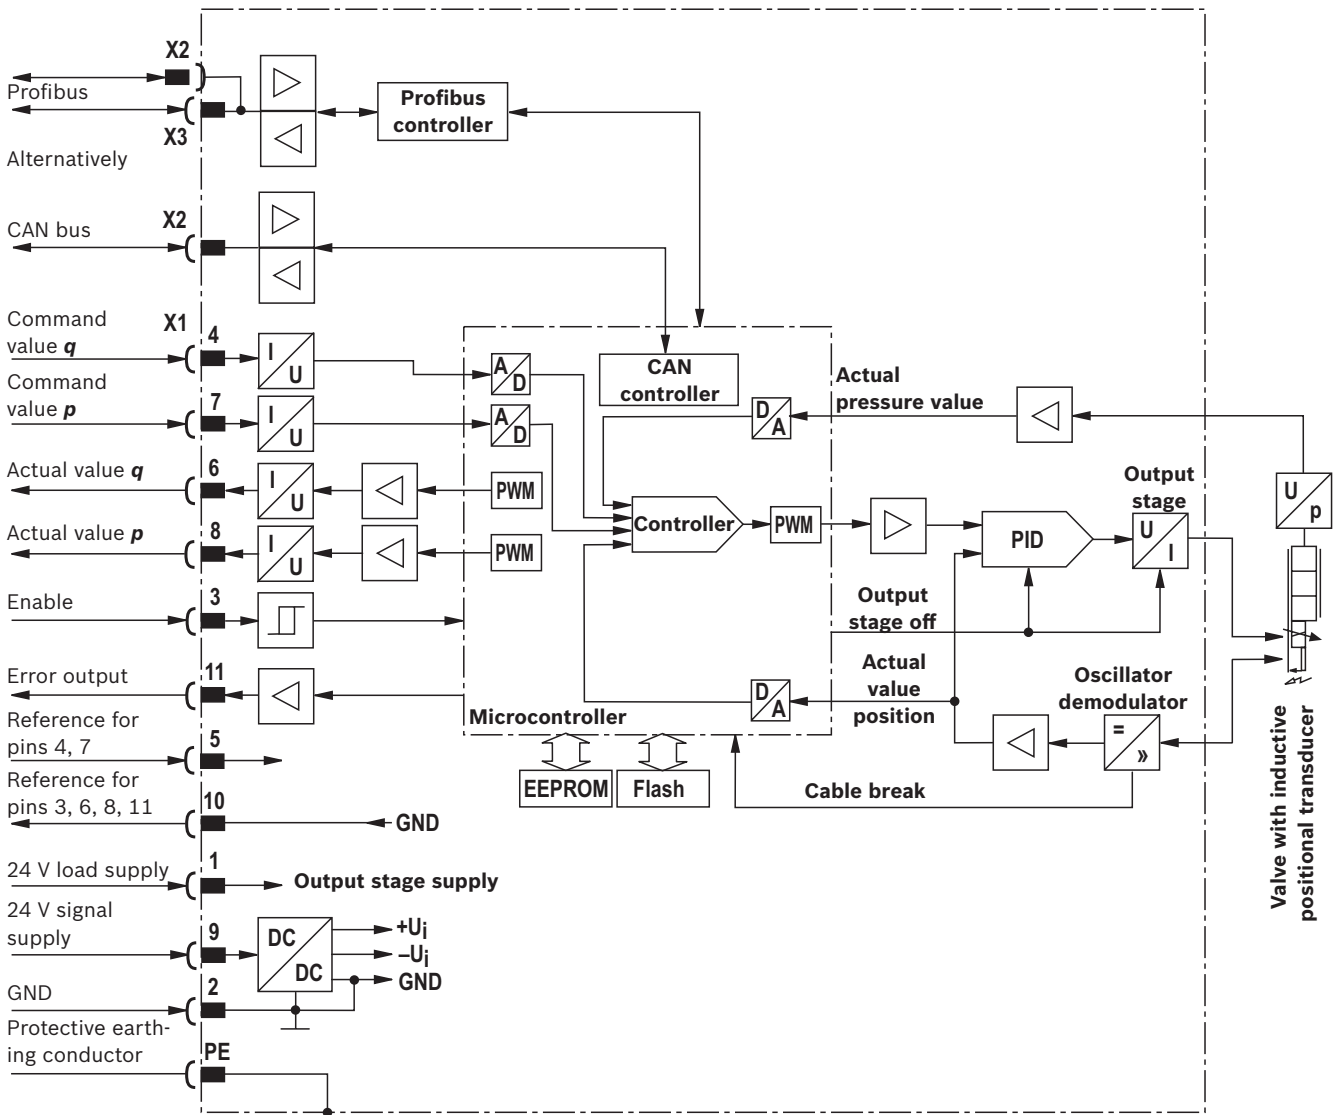 X2
Profibus
X3
Alternatively
Profibus
controller
X2
CAN bus
Command
value q
X1
4
I
U
A
D
CAN
controller
Command
value p
7
I
U
A
D
D
A
Actual
pressure value
Actual value q
6
I
U
PWM
Controller
PWM
PID
Output
stage
U
I
U
p
Actual value p
8
I
U
PWM
Enable
3
Output
stage off
Error output
11
Microcontroller
D
A
Actual
value
position
Oscillator
demodulator
=
»
Reference for
pins 4, 7
5
EEPROM
Flash
Cable break
Reference for
pins 3, 6, 8, 11
10
GND
24 V load supply
1
Output stage supply
24 V signal
supply
9
DC
DC
+Ui
–Ui
GND
GND
2
Protective earth-
ing conductor
PE
Valve with inductive
positional transducer